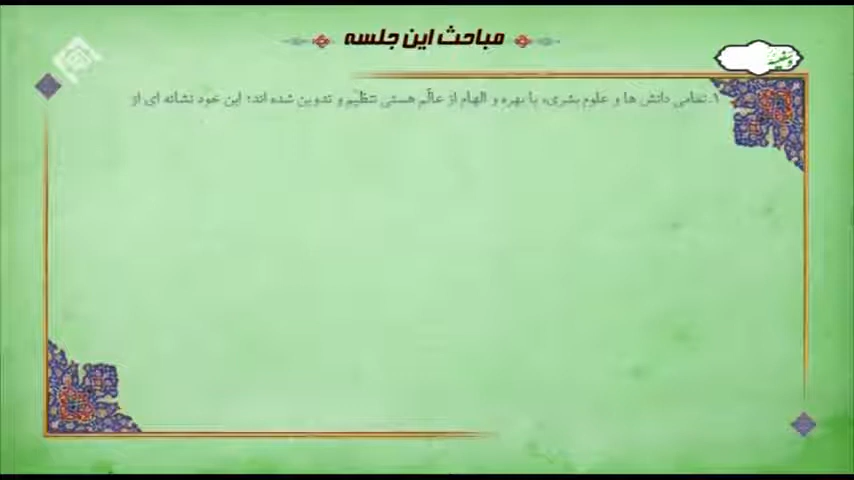 مباحث این جلسه
۱. تمامی دانش ها و علوم بشری، با بهره و الهام از عالَم هستی تنظیم و تدوین شده اند؛ این خود نشانه ای از